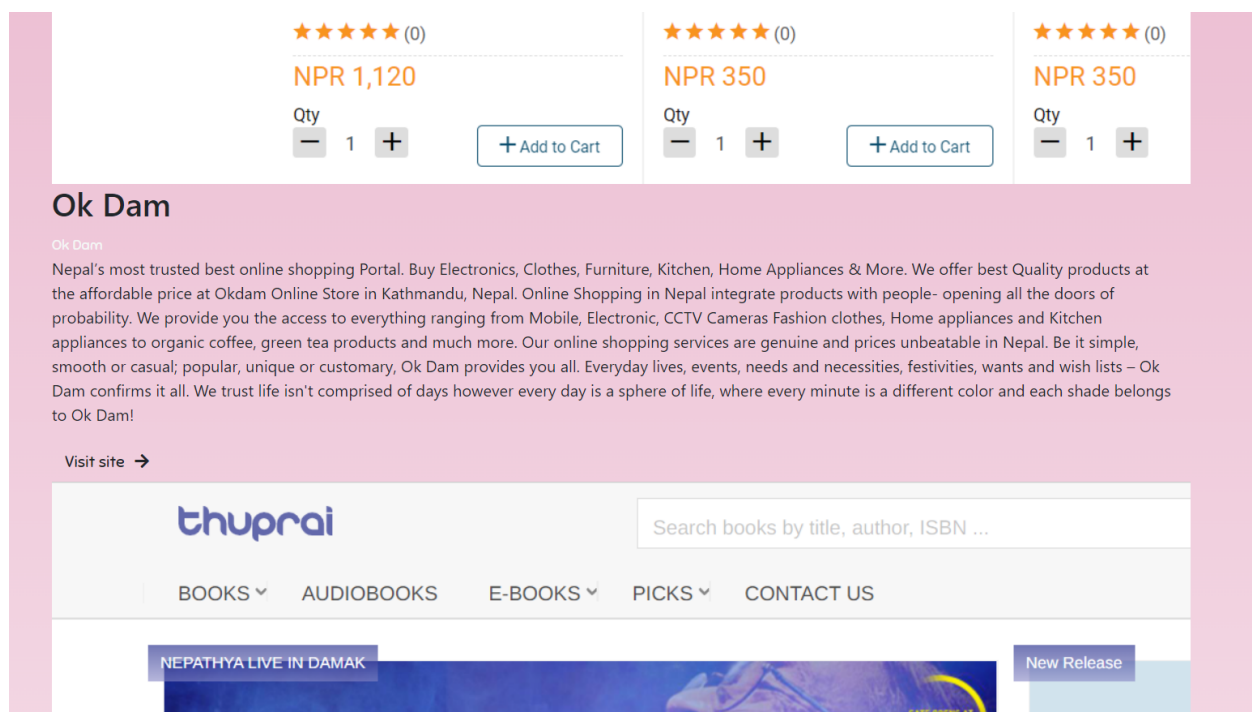 ★★★★★ (0) ★★★★★ (0) ★★★★★ (0)
NPR 1,120 NPR 350 NPR 350
Qty Qty Qty
− 1 + + Add to Cart − 1 + + Add to Cart − 1 +
Ok Dam
Ok Dam
Nepal's most trusted best online shopping Portal. Buy Electronics, Clothes, Furniture, Kitchen, Home Appliances & More. We offer best Quality products at
the affordable price at Okdam Online Store in Kathmandu, Nepal. Online Shopping in Nepal integrate products with people- opening all the doors of
probability. We provide you the access to everything ranging from Mobile, Electronic, CCTV Cameras Fashion clothes, Home appliances and Kitchen
appliances to organic coffee, green tea products and much more. Our online shopping services are genuine and prices unbeatable in Nepal. Be it simple,
smooth or casual; popular, unique or customary, Ok Dam provides you all. Everyday lives, events, needs and necessities, festivities, wants and wish lists – Ok
Dam confirms it all. We trust life isn't comprised of days however every day is a sphere of life, where every minute is a different color and each shade belongs
to Ok Dam!
Visit site →
thuprai Search books by title, author, ISBN ...
BOOKS AUDIOBOOKS E-BOOKS PICKS CONTACT US
NEPATHYA LIVE IN DAMAK New Release